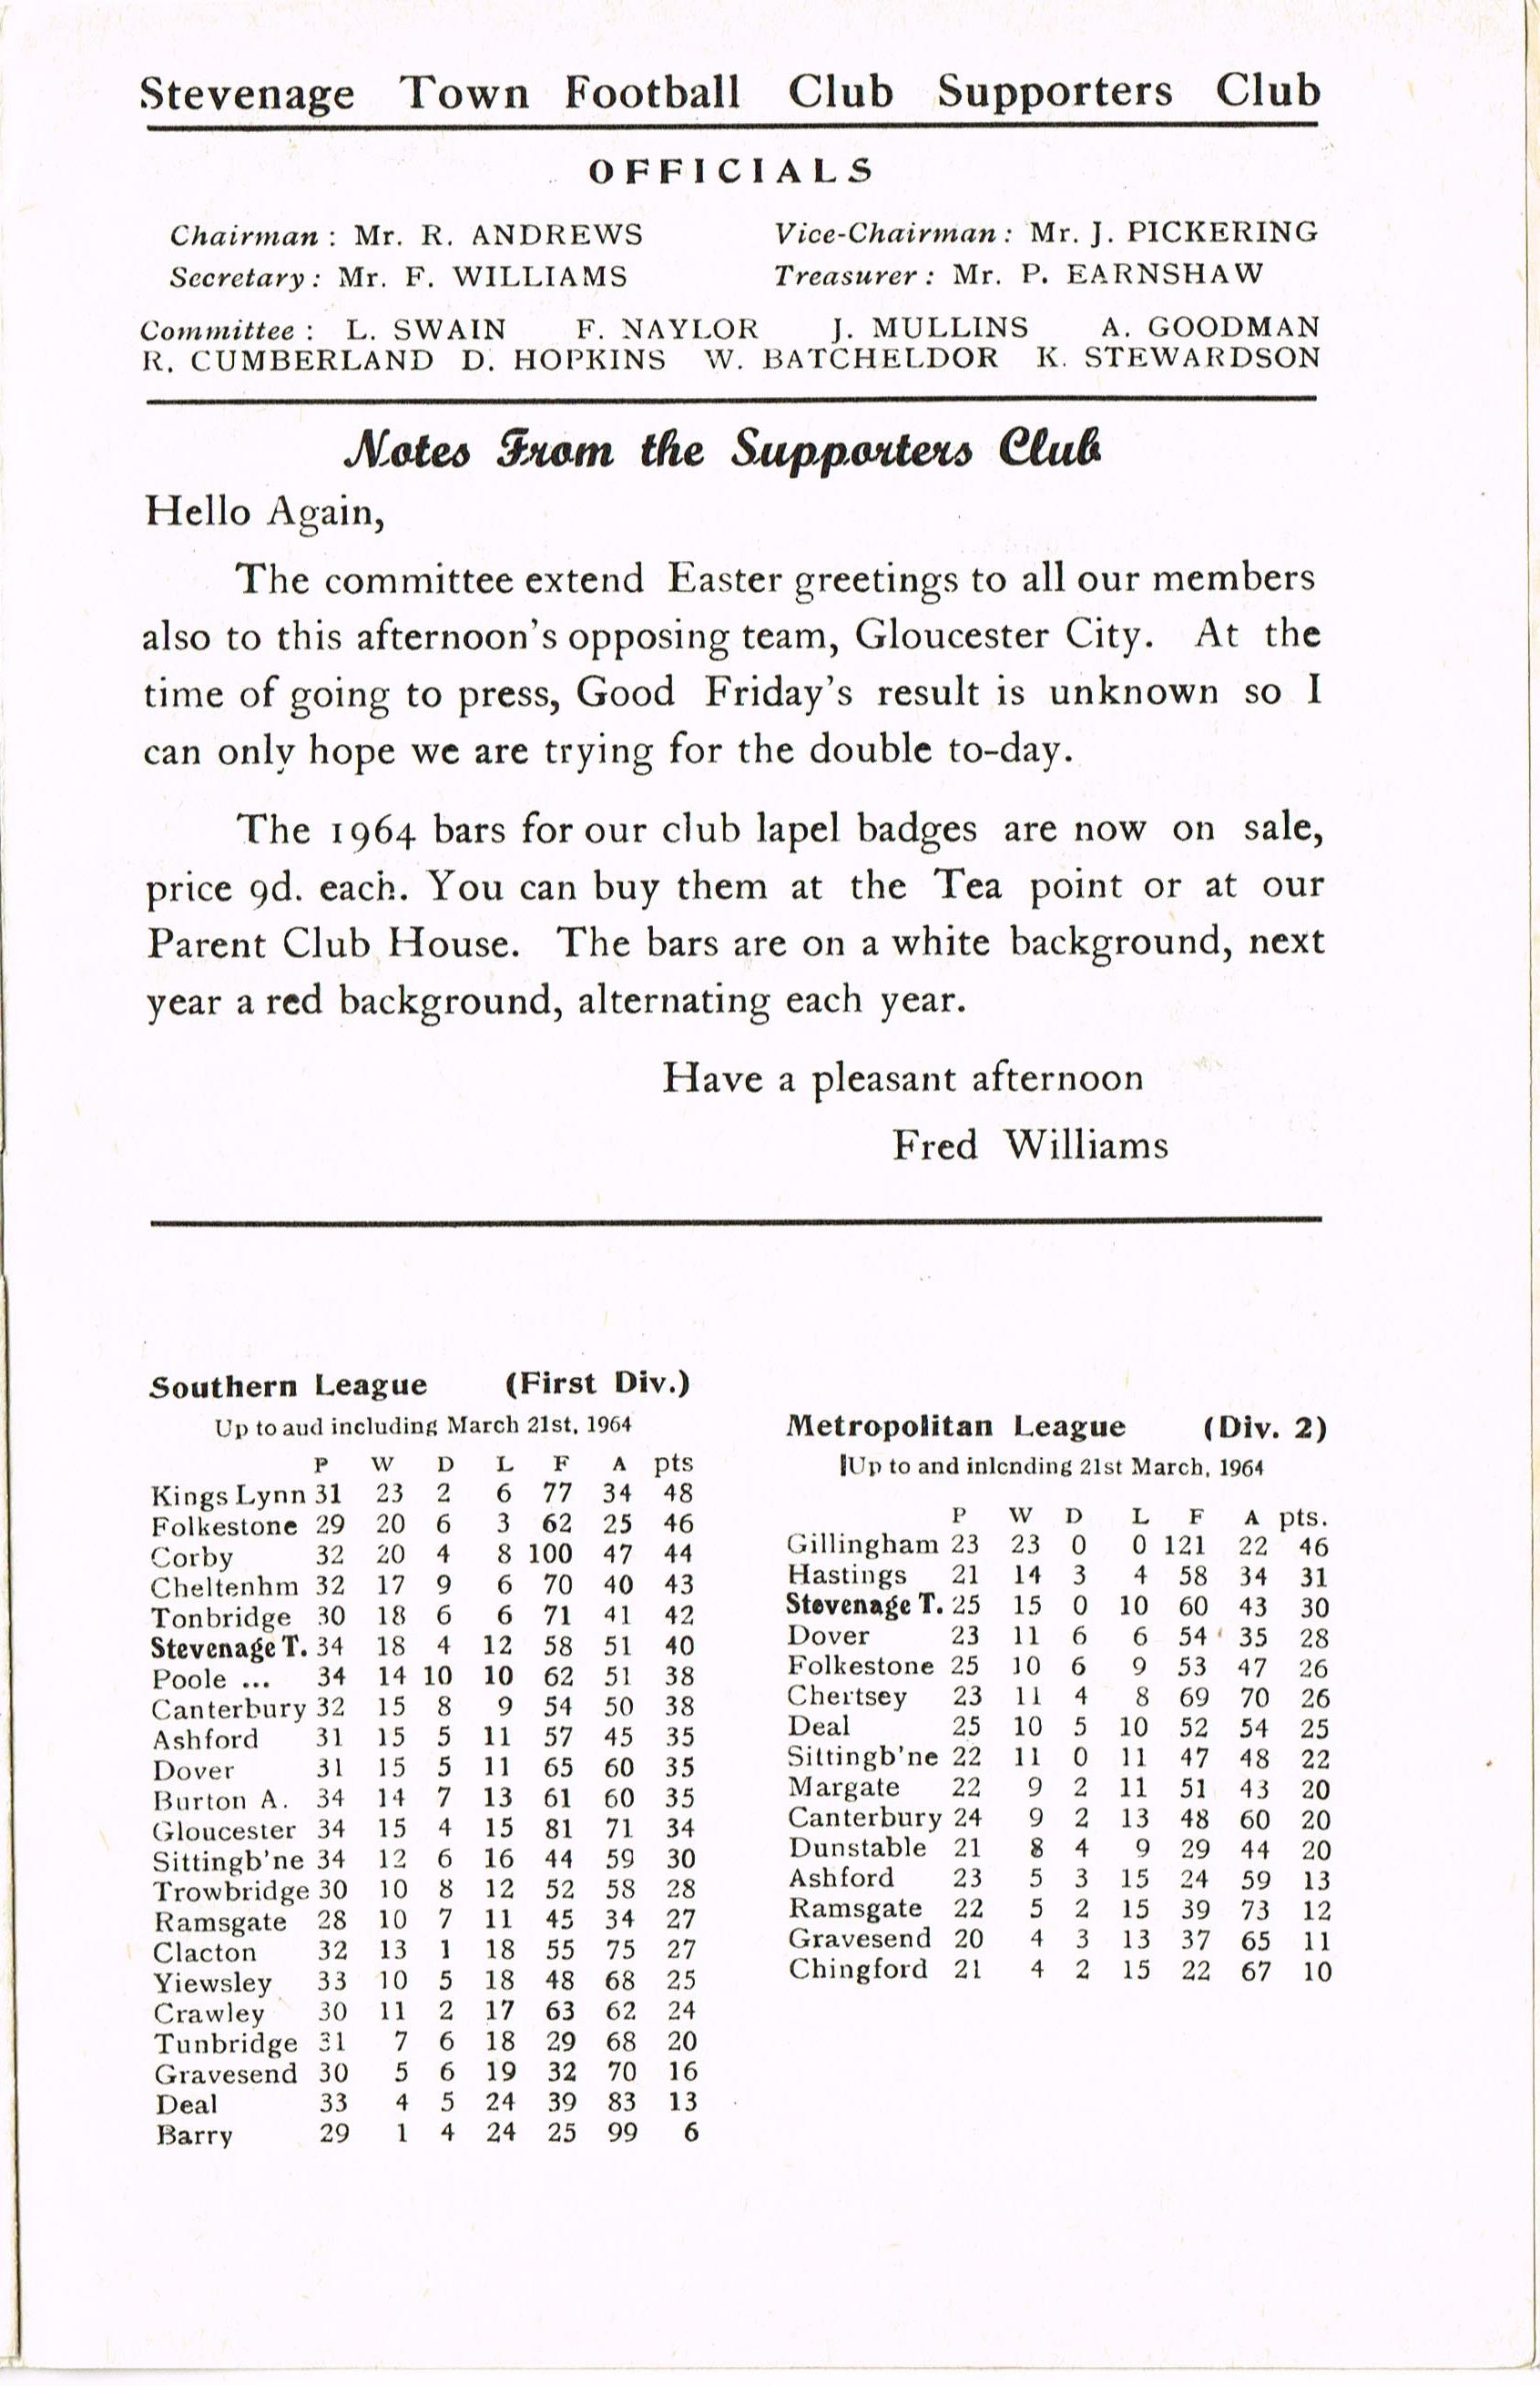 Stevenage Town Football Club Supporters Club
OFFICIALS
Chairman : Mr. R. ANDREWS Vice-Chairman : Mr. J. PICKERING
Secretary : Mr. F. WILLIAMS Treasurer : Mr. P. EARNSHAW
Committee : L. SWAIN F. NAYLOR J. MULLINS A. GOODMAN
R. CUMBERLAND D. HOPKINS W. BATCHELDOR K. STEWARDSON
Notes From the Supporters Club
Hello Again,
The committee extend Easter greetings to all our members
also to this afternoon's opposing team, Gloucester City. At the
time of going to press, Good Friday's result is unknown so I
can only hope we are trying for the double to-day.
The 1964 bars for our club lapel badges are now on sale,
price 9d. each. You can buy them at the Tea point or at our
Parent Club House. The bars are on a white background, next
year a red background, alternating each year.
Have a pleasant afternoon
Fred Williams
Southern League (First Div.)
Up to aud including March 21st, 1964
P W D L F A pts
Kings Lynn 31 23 2 6 77 34 48
Folkestone 29 20 6 3 62 25 46
Corby 32 20 4 8 100 47 44
Cheltenhm 32 17 9 6 70 40 43
Tonbridge 30 18 6 6 71 41 42
Stevenage T. 34 18 4 12 58 51 40
Poole ... 34 14 10 10 62 51 38
Canterbury 32 15 8 9 54 50 38
Ashford 31 15 5 11 57 45 35
Dover 31 15 5 11 65 60 35
Burton A. 34 14 7 13 61 60 35
Gloucester 34 15 4 15 81 71 34
Sittingb'ne 34 12 6 16 44 59 30
Trowbridge 30 10 8 12 52 58 28
Ramsgate 28 10 7 11 45 34 27
Clacton 32 13 1 18 55 75 27
Yiewsley 33 10 5 18 48 68 25
Crawley 30 11 2 17 63 62 24
Tunbridge 31 7 6 18 29 68 20
Gravesend 30 5 6 19 32 70 16
Deal 33 4 5 24 39 83 13
Barry 29 1 4 24 25 99 6
Metropolitan League (Div. 2)
Up to and inlcnding 21st March, 1964
P W D L F A pts.
Gillingham 23 23 0 0 121 22 46
Hastings 21 14 3 4 58 34 31
Stevenage T. 25 15 0 10 60 43 30
Dover 23 11 6 6 54 35 28
Folkestone 25 10 6 9 53 47 26
Chertsey 23 11 4 8 69 70 26
Deal 25 10 5 10 52 54 25
Sittingb'ne 22 11 0 11 47 48 22
Margate 22 9 2 11 51 43 20
Canterbury 24 9 2 13 48 60 20
Dunstable 21 8 4 9 29 44 20
Ashford 23 5 3 15 24 59 13
Ramsgate 22 5 2 15 39 73 12
Gravesend 20 4 3 13 37 65 11
Chingford 21 4 2 15 22 67 10